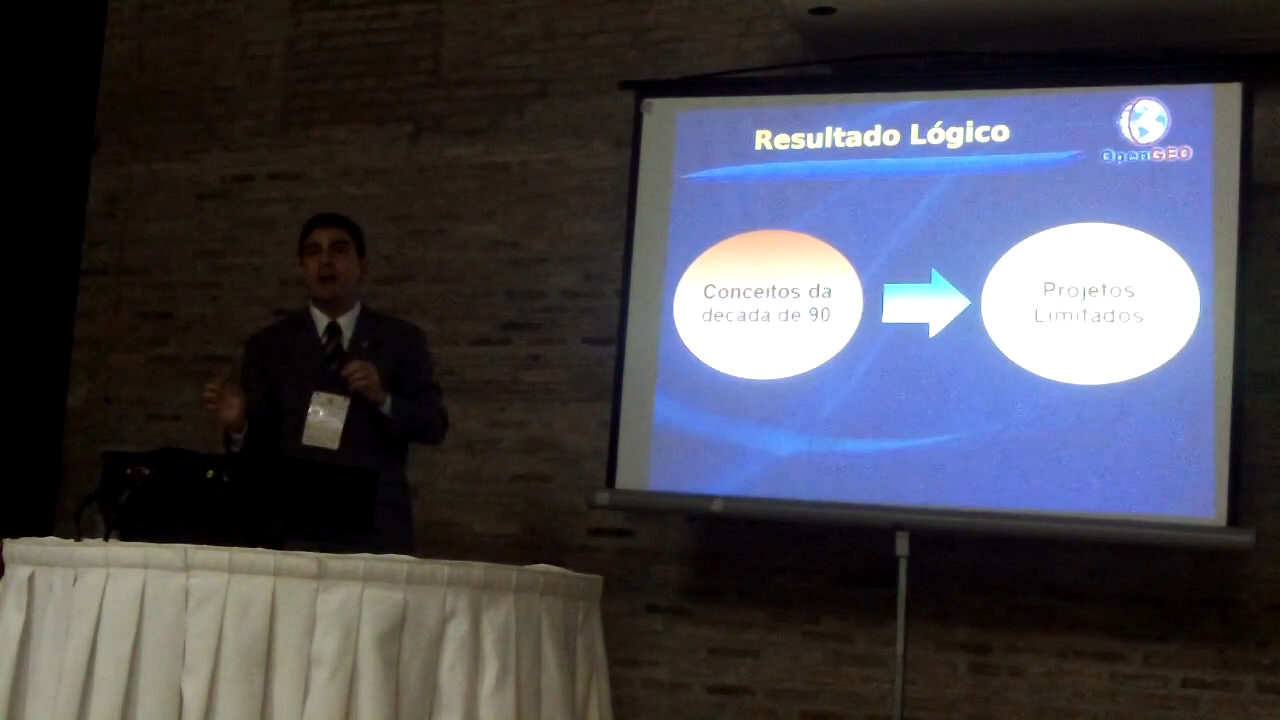 Resultado Lógico
OpenGEO
Conceitos da
decada de 90
Projetos
Limitados